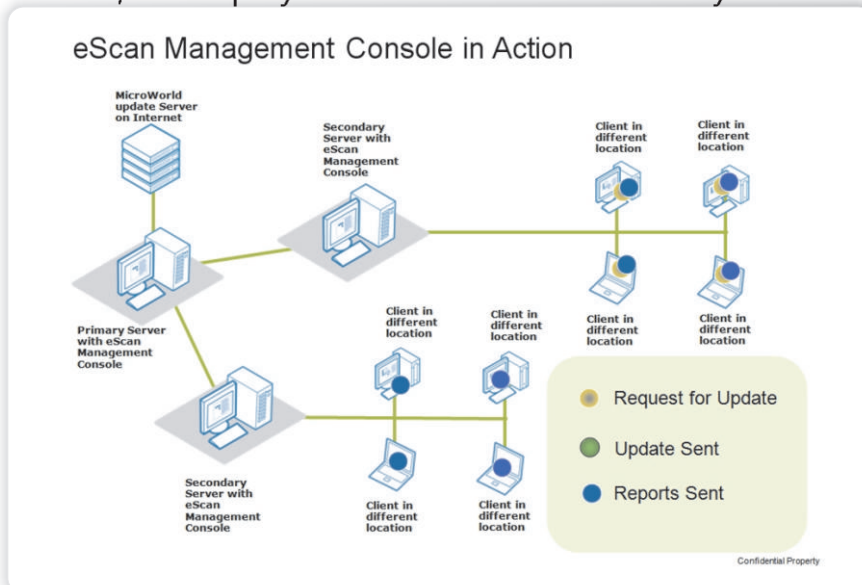 eScan Management Console in Action
MicroWorld
update Server
on Internet
Secondary
Server with
eScan
Management
Console
Client in
different
location
Client in
different
location
Primary Server
with eScan
Management
Console
Client in
different
location
Client in
different
location
Client in
different
location
Client in
different
location
Secondary
Server with
eScan
Management
Console
Client in
different
location
Client in
different
location
Request for Update
Update Sent
Reports Sent
Confidential Property